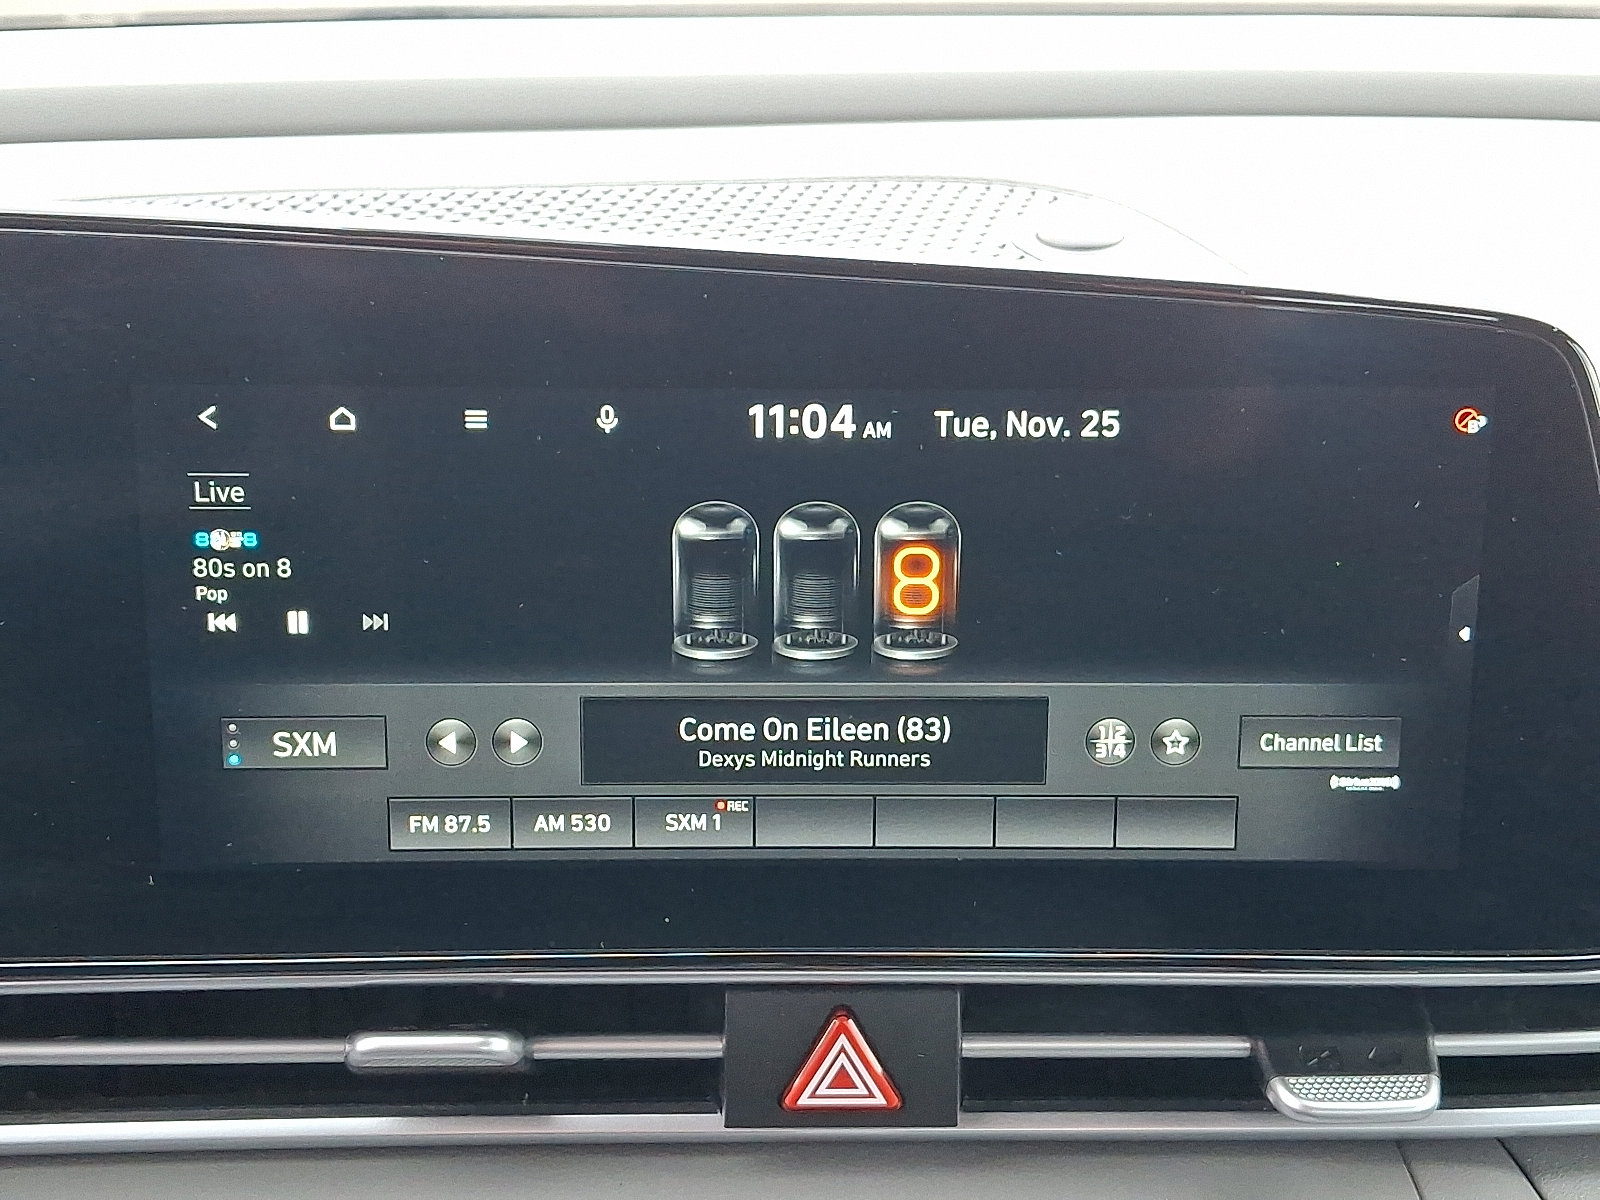 11:04 AM Tue, Nov. 25
Live
80s on 8
Pop
8
SXM
Come On Eileen (83)
Dexys Midnight Runners
1 2
3 4
Channel List
SiriusXM
FM 87.5
AM 530
SXM 1
REC